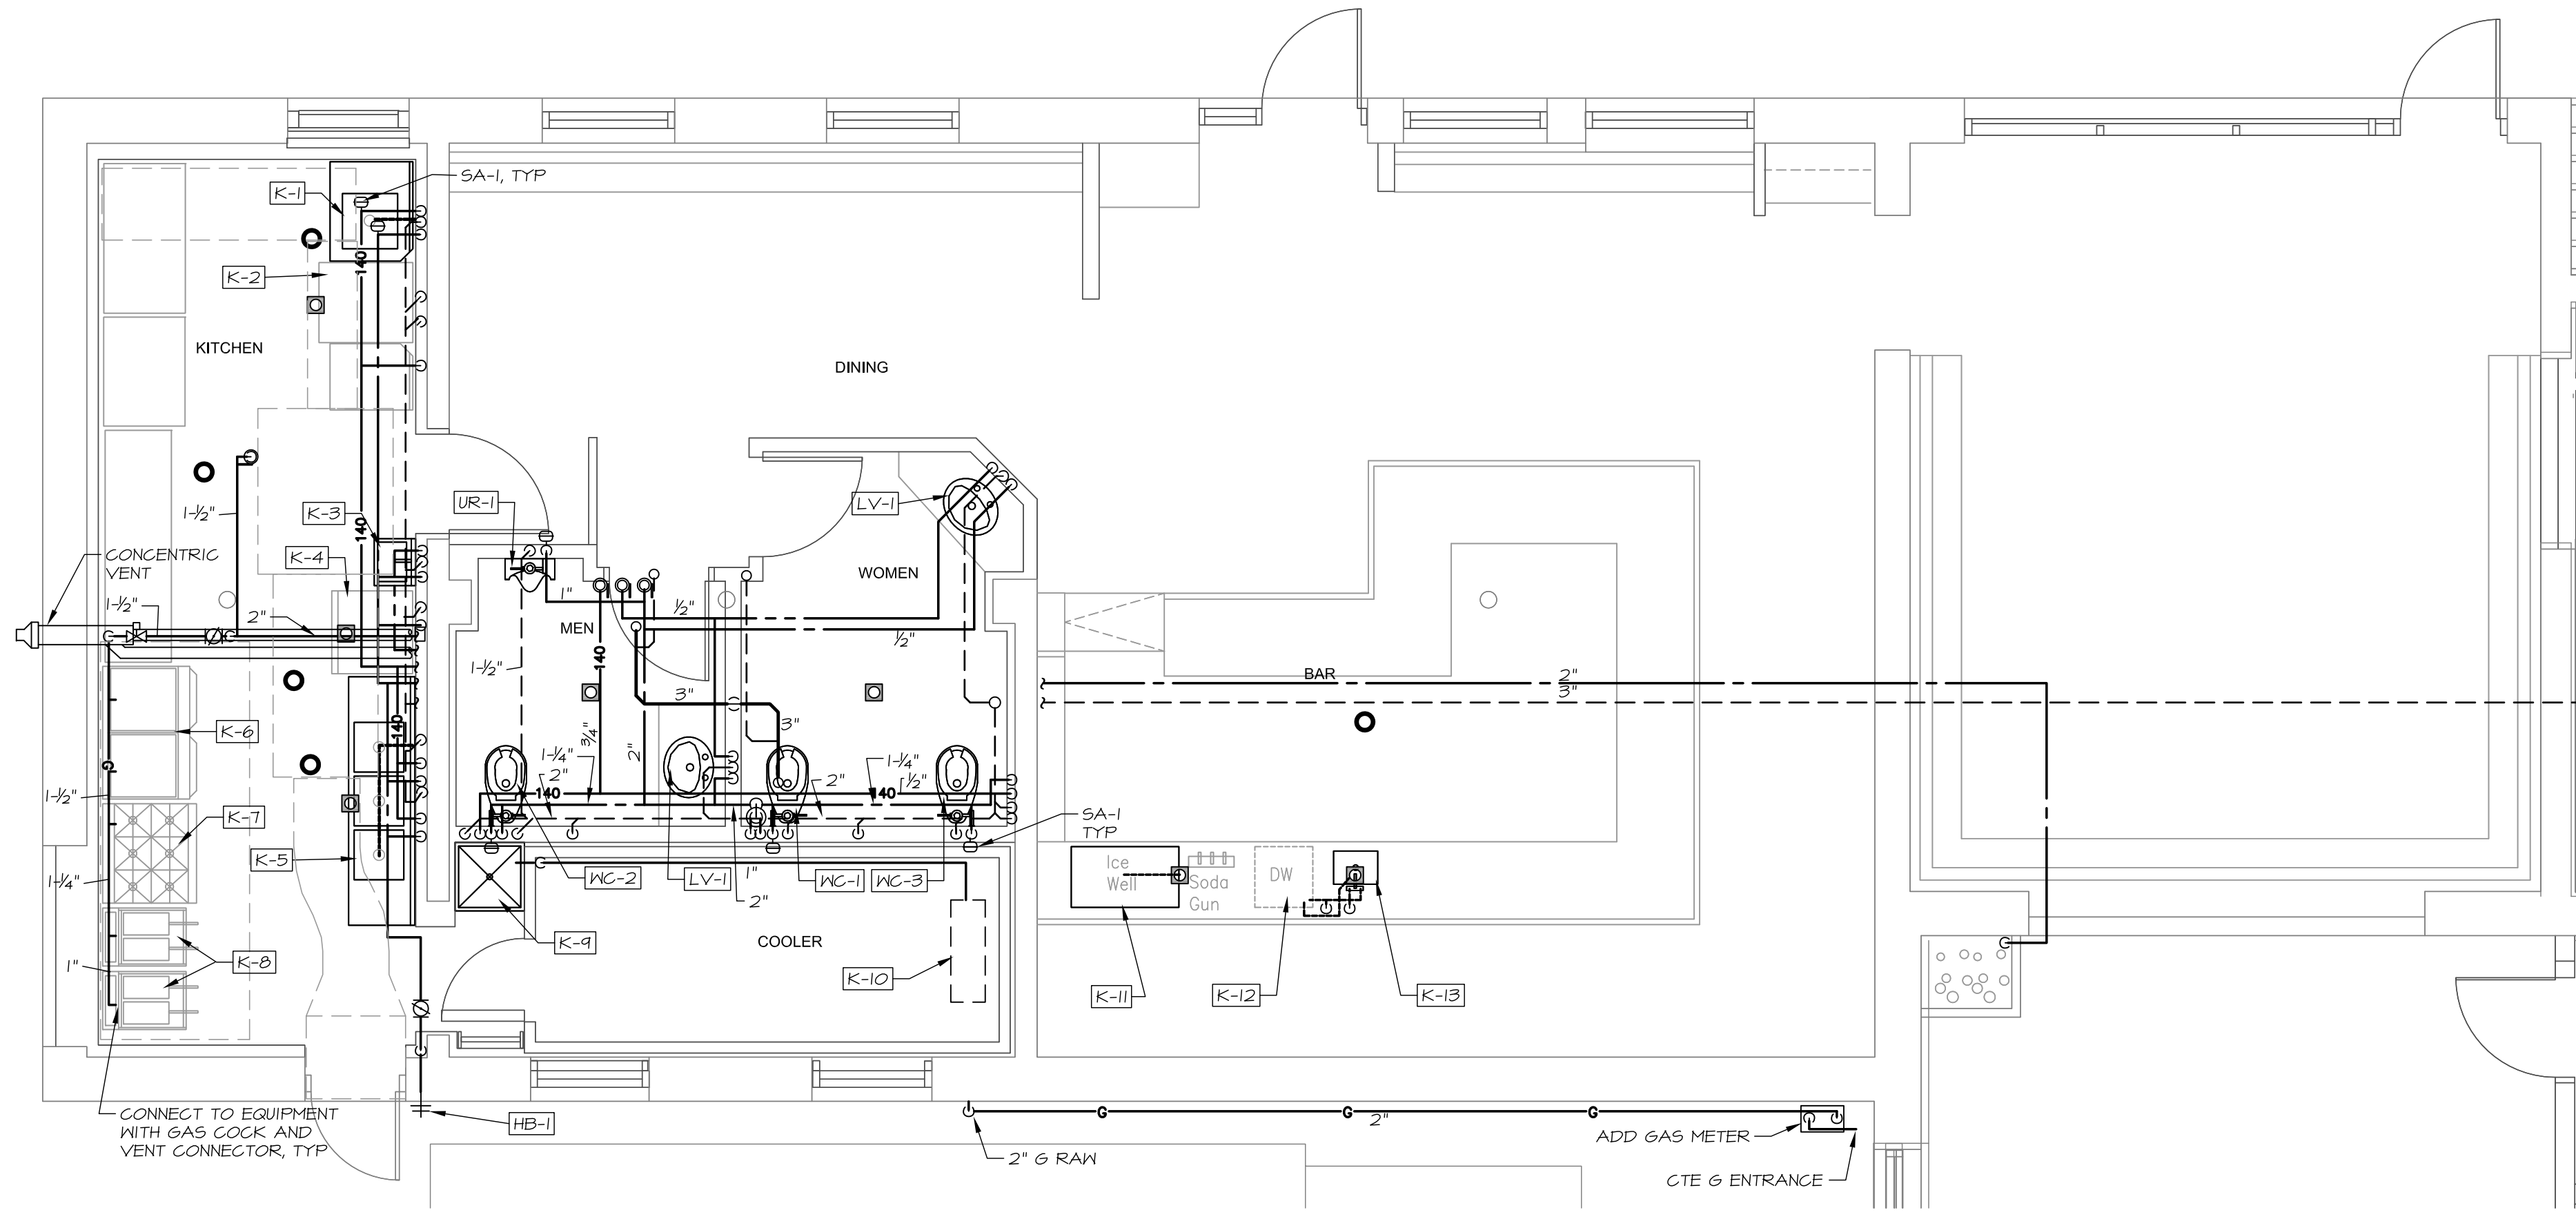 K-1
SA-1, TYP
K-2
140
KITCHEN
DINING
UR-1
LV-1
1-1/2"
K-3
140
CONCENTRIC
VENT
K-4
WOMEN
1-1/2"
2"
1"
1/2"
MEN
1/2"
140
1-1/2"
3"
BAR
2"
3"
140
K-6
3"
3/4"
2"
G
1-1/4"
2"
1-1/4"
1/2"
2"
1-1/2"
140
140
K-7
SA-1
TYP
K-5
1-1/4"
WC-2
LV-1
1"
2"
WC-1
WC-3
Ice
Well
Soda
Gun
DW
K-9
COOLER
K-8
1"
K-10
K-11
K-12
K-13
CONNECT TO EQUIPMENT
WITH GAS COCK AND
VENT CONNECTOR, TYP
HB-1
G
G
G
2"
ADD GAS METER
2" G RAW
CTE G ENTRANCE